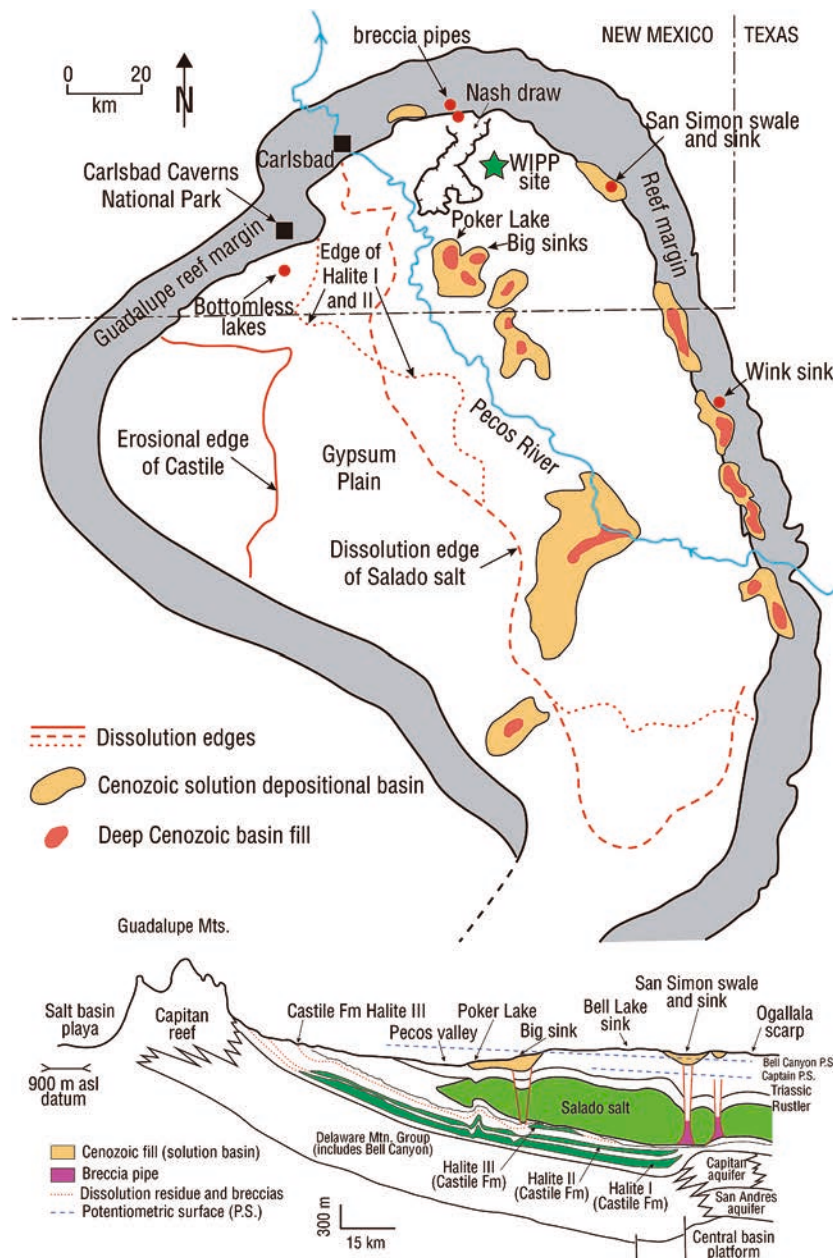 breccia pipes
NEW MEXICO
TEXAS
0 20
km
N
Nash draw
San Simon swale
and sink
Carlsbad
WIPP
site
Carlsbad Caverns
National Park
Poker Lake
Big sinks
Reef margin
Edge of
Halite I
and II
Guadalupe reef margin
Bottomless
lakes
Wink sink
Erosional edge
of Castile
Gypsum
Plain
Pecos River
Dissolution edge
of Salado salt
Dissolution edges
Cenozoic solution depositional basin
Deep Cenozoic basin fill
Guadalupe Mts.
Salt basin
playa
Capitan
reef
Castile Fm Halite III
Pecos valley
Poker Lake
Big sink
Bell Lake
sink
San Simon swale
and sink
Ogallala
scarp
900 m asl
datum
Bell Canyon P.S.
Captain P.S.
Triassic
Rustler
Salado salt
Delaware Mtn. Group
(includes Bell Canyon)
Halite III
(Castile Fm)
Halite II
(Castile Fm)
Halite I
(Castile Fm)
Capitan
aquifer
San Andres
aquifer
Cenozoic fill (solution basin)
Breccia pipe
Dissolution residue and breccias
Potentiometric surface (P.S.)
300 m
15 km
Central basin
platform